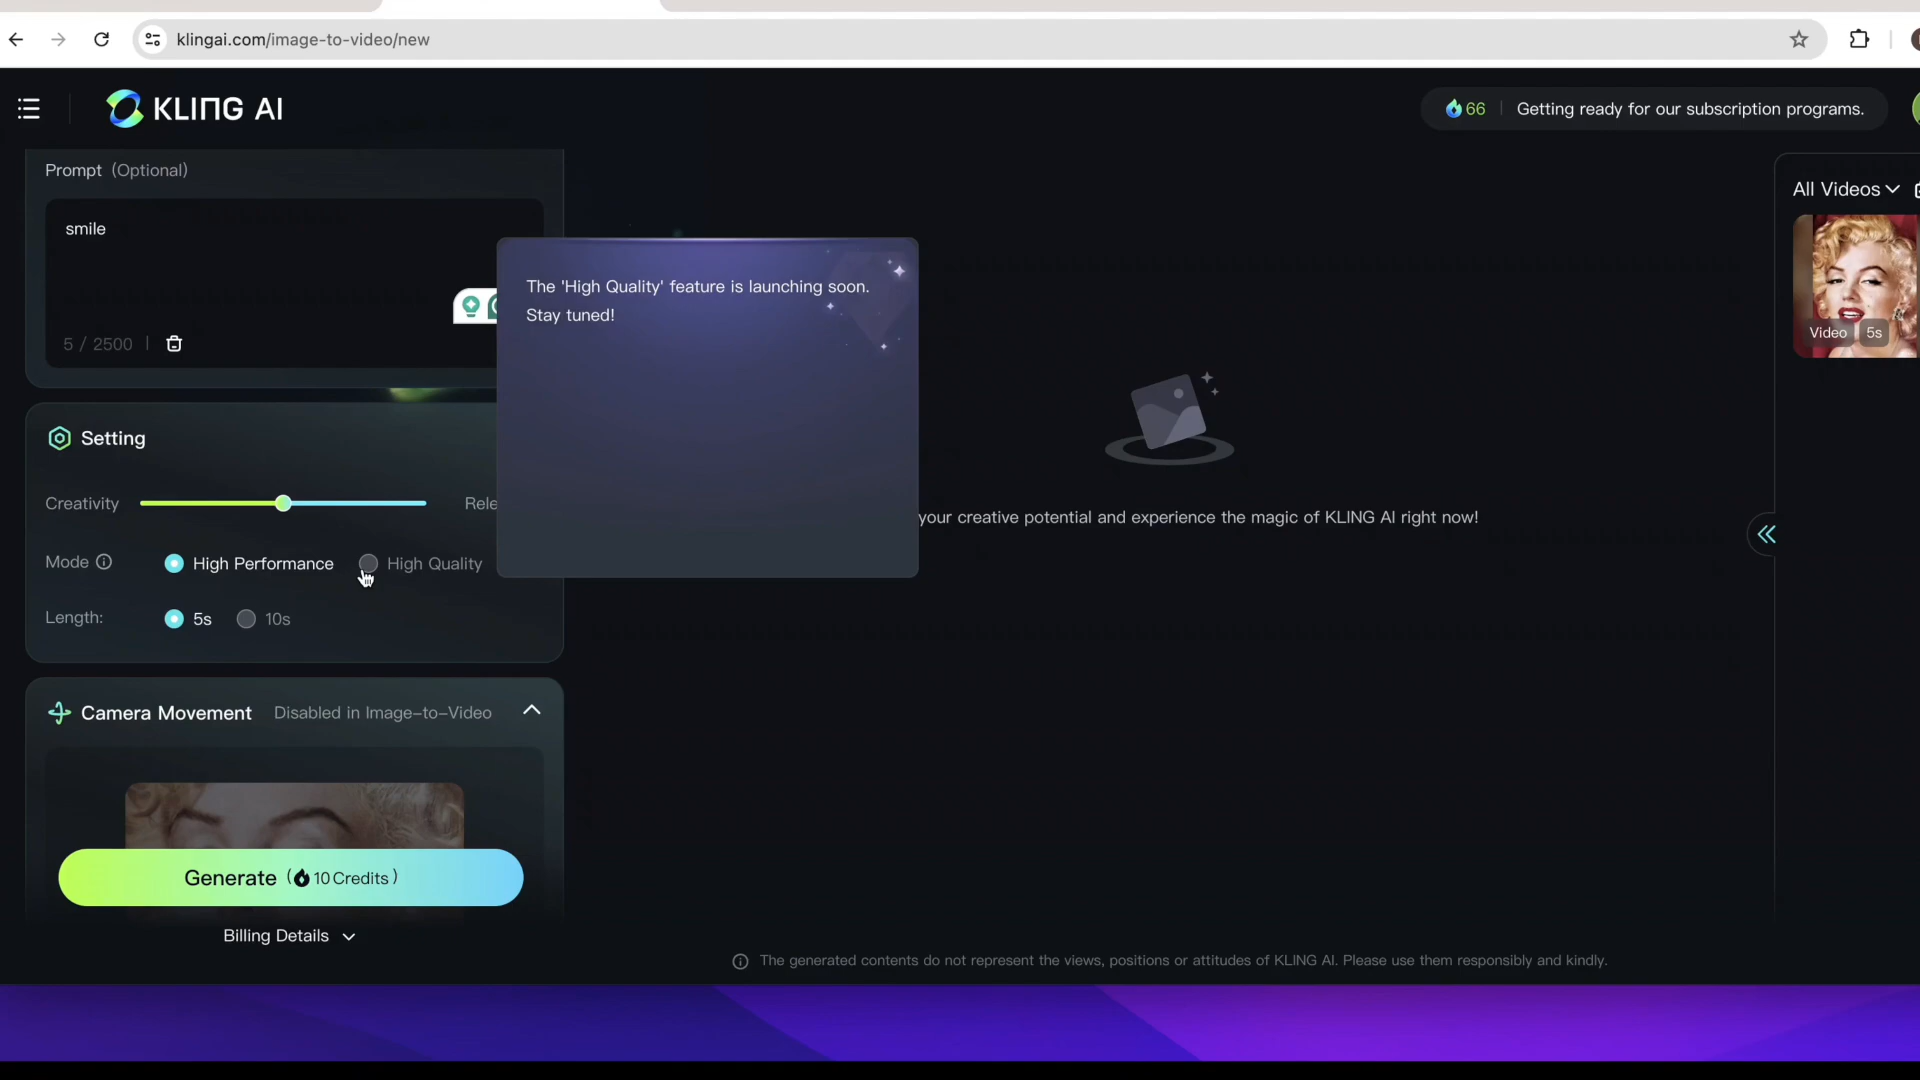 klingai.com/image-to-video/new
KLING AI
66
Getting ready for our subscription programs.
Prompt (Optional)
All Videos
smile
The 'High Quality' feature is launching soon.
Stay tuned!
Video 5s
5 / 2500
Setting
Creativity
Rele
your creative potential and experience the magic of KLING AI right now!
Mode High Performance High Quality
Length: 5s 10s
Camera Movement Disabled in Image-to-Video
Generate ( 10 Credits )
Billing Details
The generated contents do not represent the views, positions or attitudes of KLING AI. Please use them responsibly and kindly.